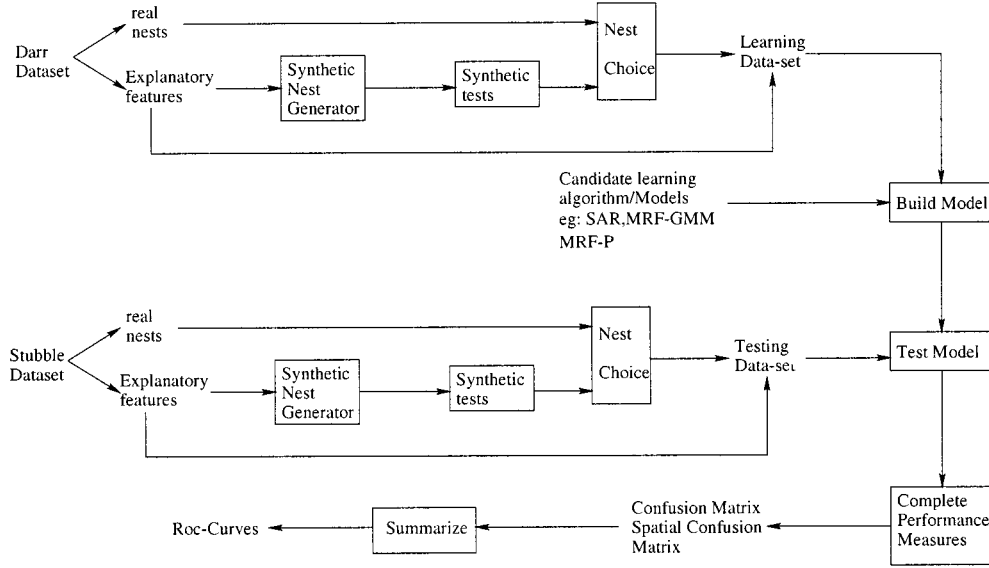 real
nests
Darr
Dataset
Explanatory
features
Synthetic
Nest
Generator
Synthetic
tests
Nest
Choice
Learning
Data-set
Candidate learning
algorithm/Models
eg: SAR,MRF-GMM
MRF-P
Build Model
real
nests
Stubble
Dataset
Explanatory
features
Synthetic
Nest
Generator
Synthetic
tests
Nest
Choice
Testing
Data-set
Test Model
Complete
Performance
Measures
Confusion Matrix
Spatial Confusion
Matrix
Summarize
Roc-Curves